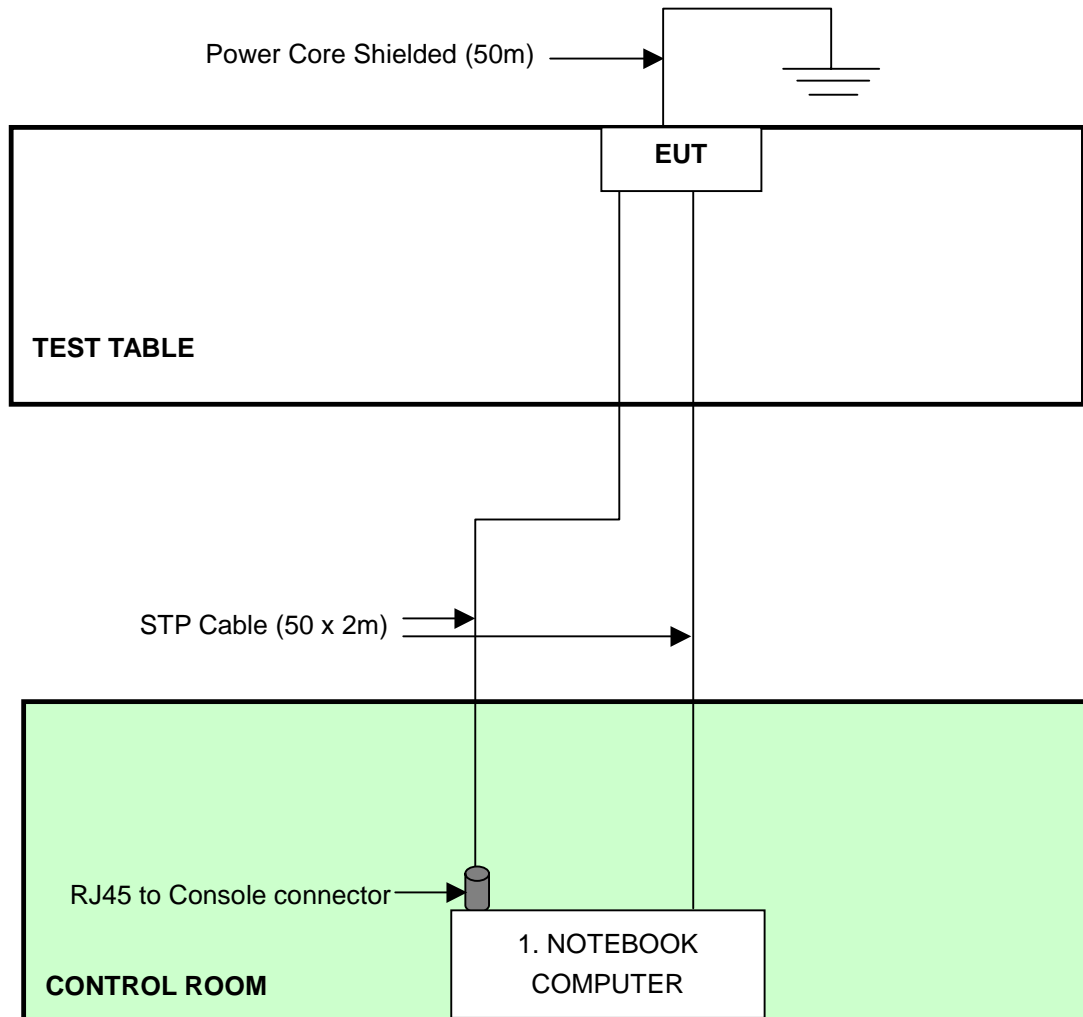 Power Core Shielded (50m)
EUT
TEST TABLE
STP Cable (50 x 2m)
RJ45 to Console connector
1. NOTEBOOK
COMPUTER
CONTROL ROOM